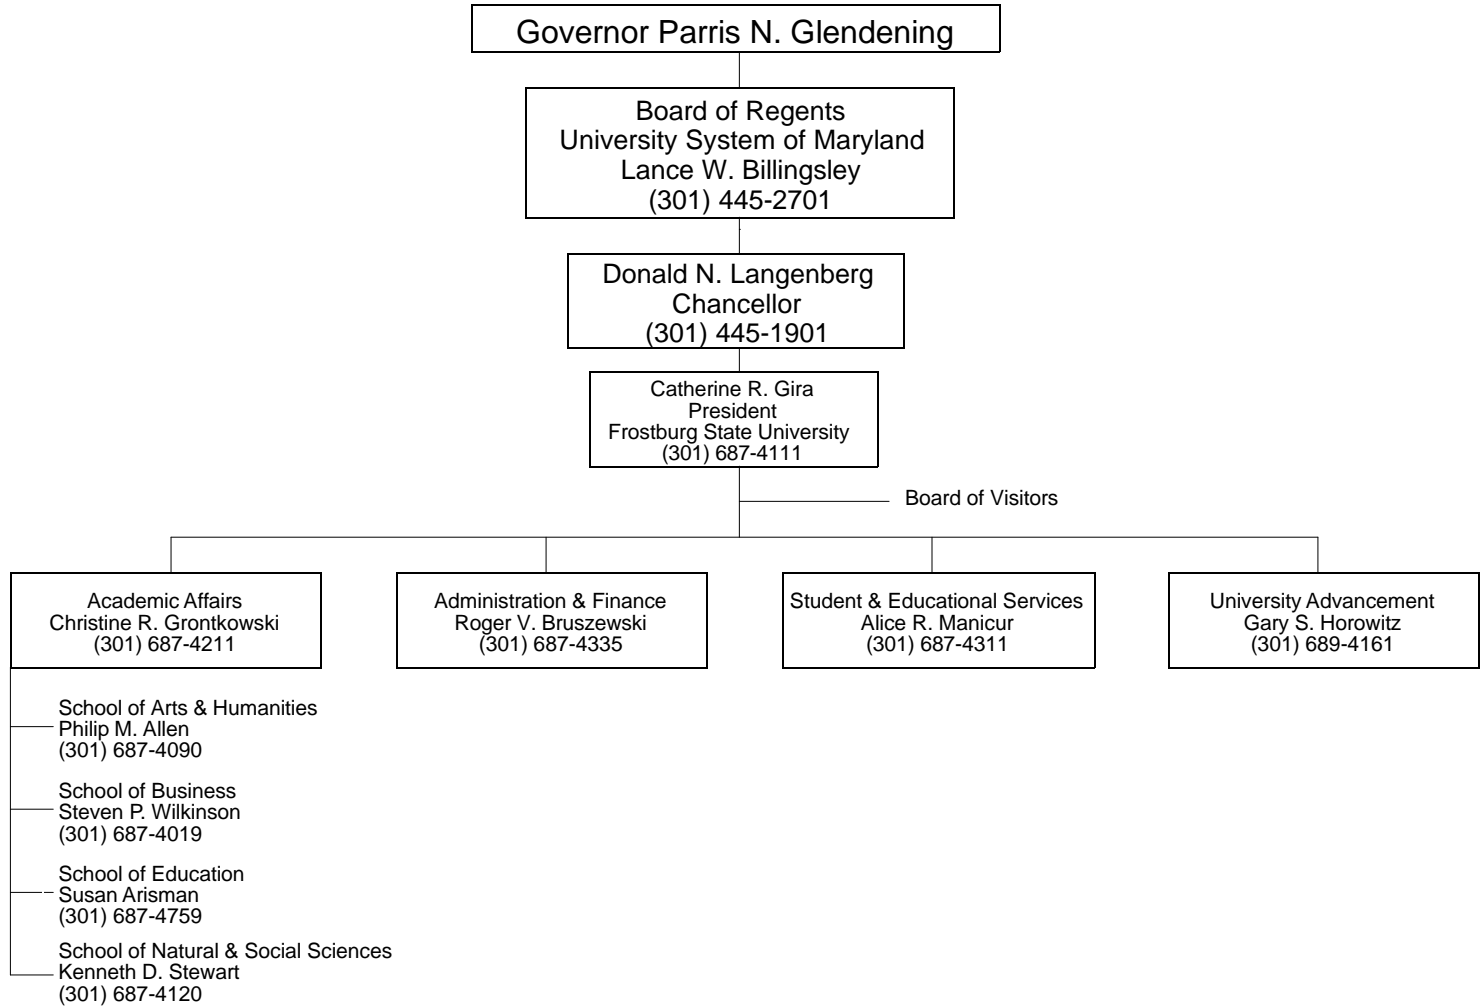 Governor Parris N. Glendening
Board of Regents
University System of Maryland
Lance W. Billingsley
(301) 445-2701
Donald N. Langenberg
Chancellor
(301) 445-1901
Catherine R. Gira
President
Frostburg State University
(301) 687-4111
Board of Visitors
Academic Affairs
Christine R. Grontkowski
(301) 687-4211
Administration & Finance
Roger V. Bruszewski
(301) 687-4335
Student & Educational Services
Alice R. Manicur
(301) 687-4311
University Advancement
Gary S. Horowitz
(301) 689-4161
School of Arts & Humanities
Philip M. Allen
(301) 687-4090
School of Business
Steven P. Wilkinson
(301) 687-4019
School of Education
Susan Arisman
(301) 687-4759
School of Natural & Social Sciences
Kenneth D. Stewart
(301) 687-4120